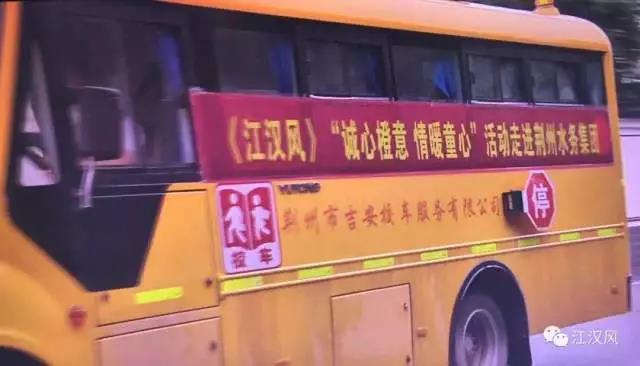 《江汉风》“诚心橙意 情暖童心”活动走进荆州水务集团
YUTONG
荆州市吉安校车服务有限公司
停
校车
江汉风